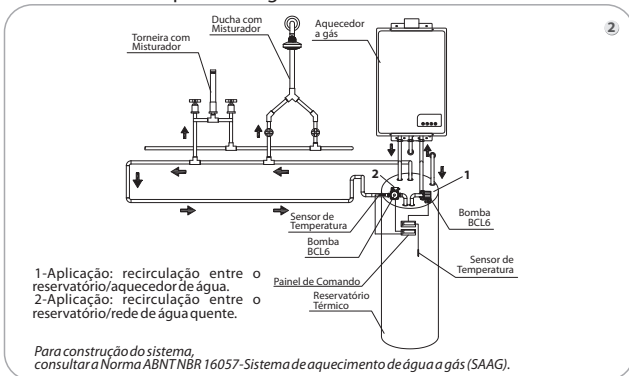 2
Ducha com
Misturador
Aquecedor
a gás
Torneira com
Misturador
2
1
Sensor de
Temperatura
Bomba
BCL6
Bomba
BCL6
Painel de Comando
Sensor de
Temperatura
Reservatório
Térmico
1-Aplicação: recirculação entre o
reservatório/aquecedor de água.
2-Aplicação: recirculação entre o
reservatório/rede de água quente.
Para construção do sistema,
consultar a Norma ABNT NBR 16057-Sistema de aquecimento de água a gás (SAAG).